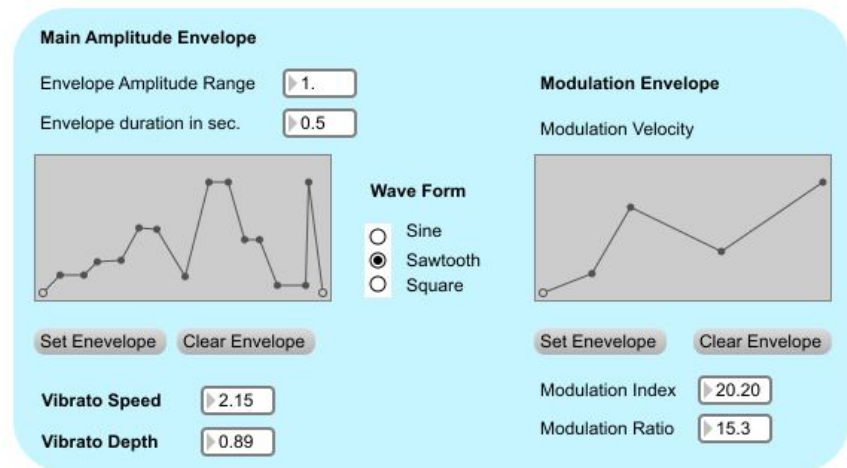 Main Amplitude Envelope
Envelope Amplitude Range 1.
Envelope duration in sec. 0.5
Wave Form
Sine
Sawtooth
Square
Set Enevelope Clear Envelope
Vibrato Speed 2.15
Vibrato Depth 0.89
Modulation Envelope
Modulation Velocity
Set Enevelope Clear Envelope
Modulation Index 20.20
Modulation Ratio 15.3